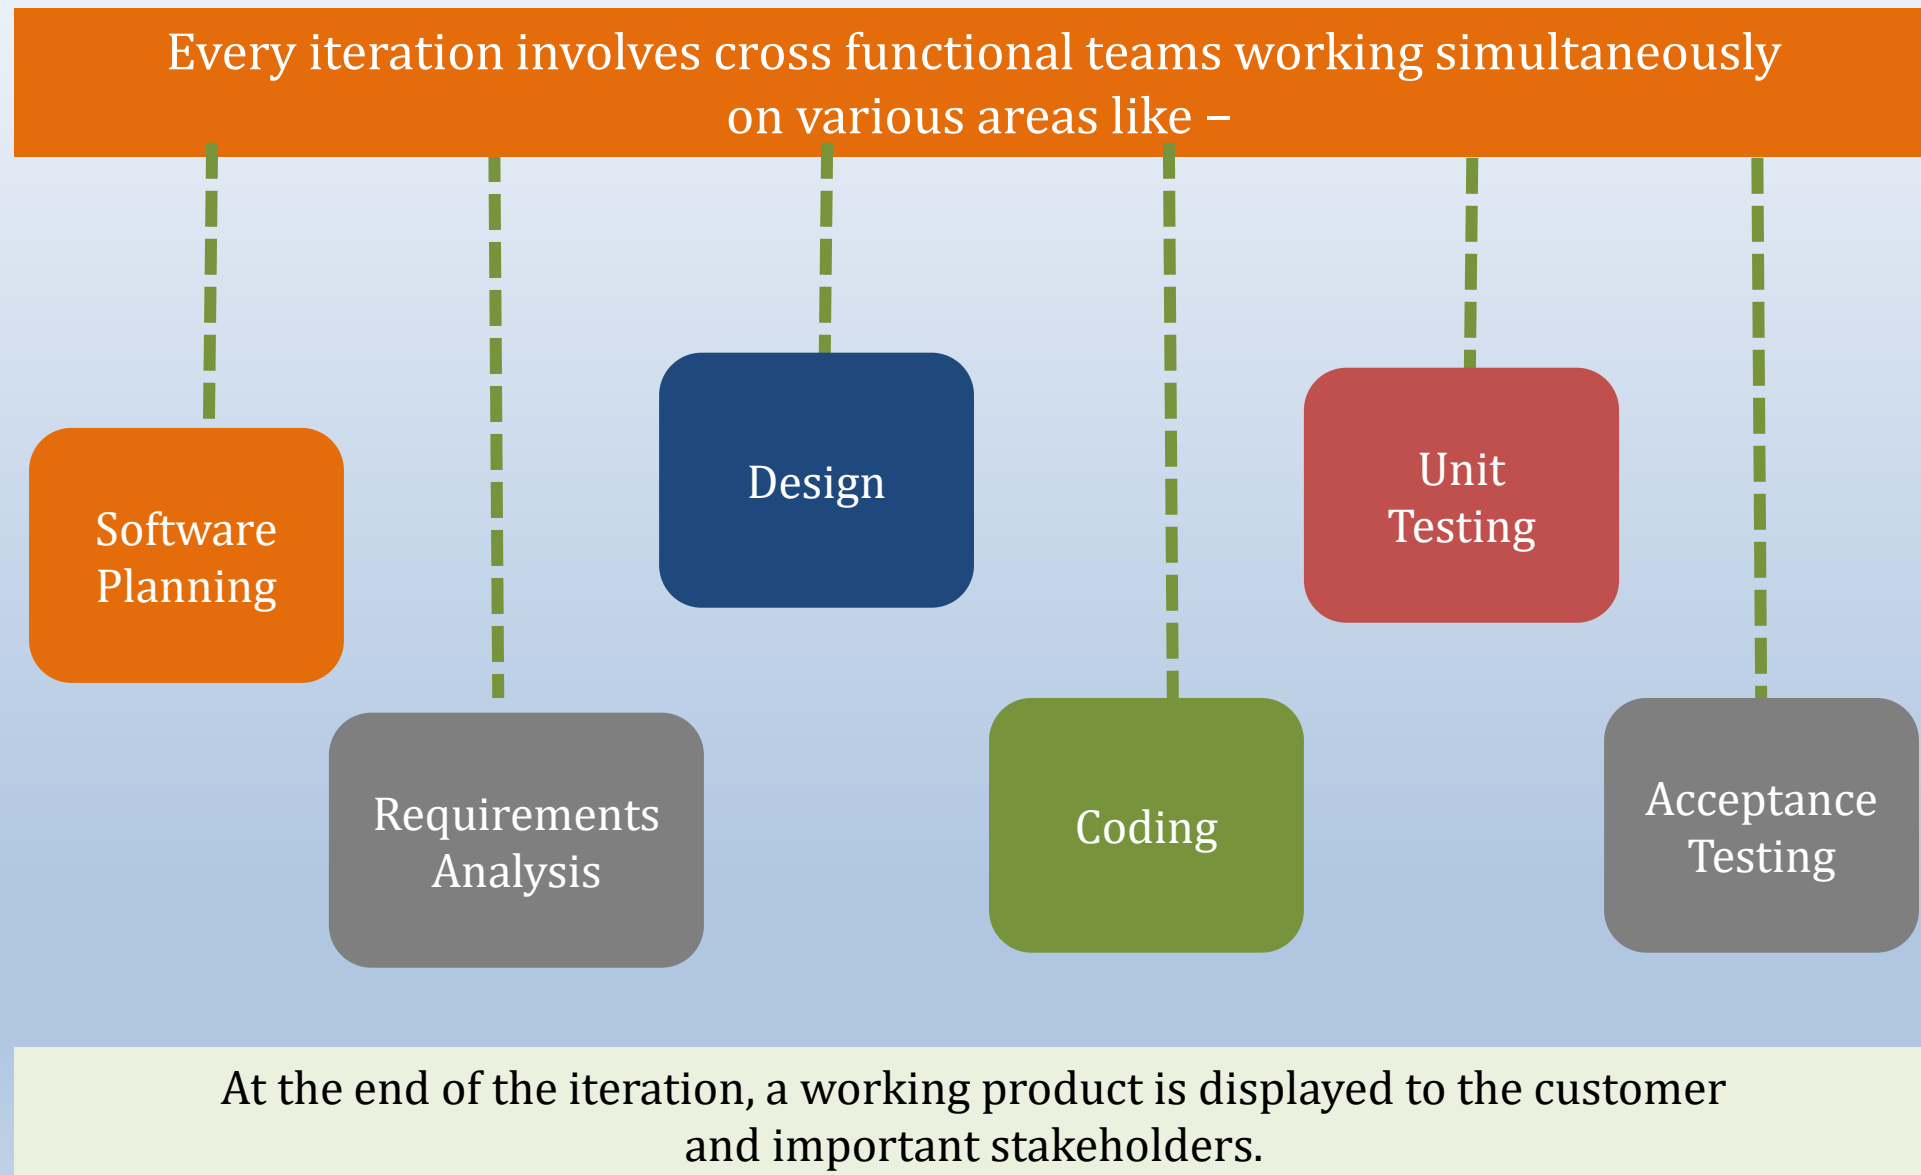 Every iteration involves cross functional teams working simultaneously
on various areas like –
Software
Planning
Requirements
Analysis
Design
Coding
Unit
Testing
Acceptance
Testing
At the end of the iteration, a working product is displayed to the customer
and important stakeholders.